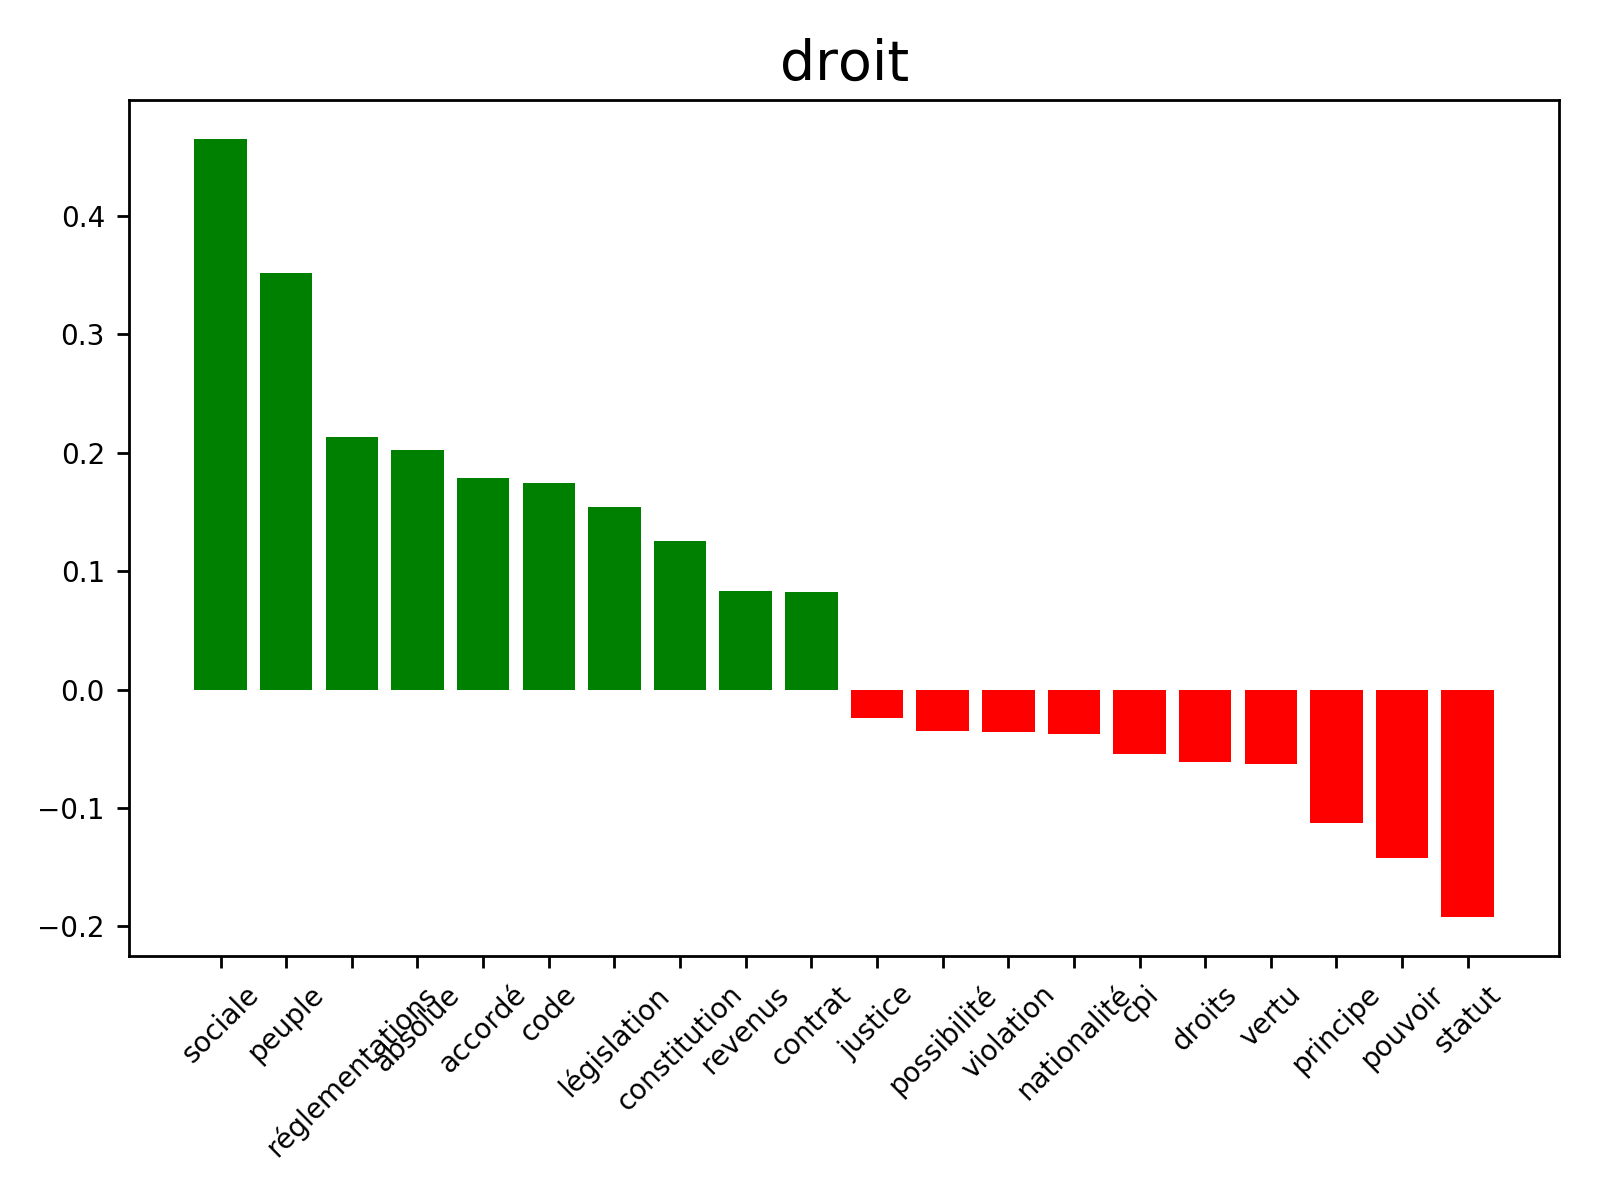 droit
0.4
0.3
0.2
0.1
0.0
−0.1
−0.2
sociale
peuple
réglementations
absolue
accordé
code
législation
constitution
revenus
contrat
justice
possibilité
violation
nationalité
cpi
droits
vertu
principe
pouvoir
statut